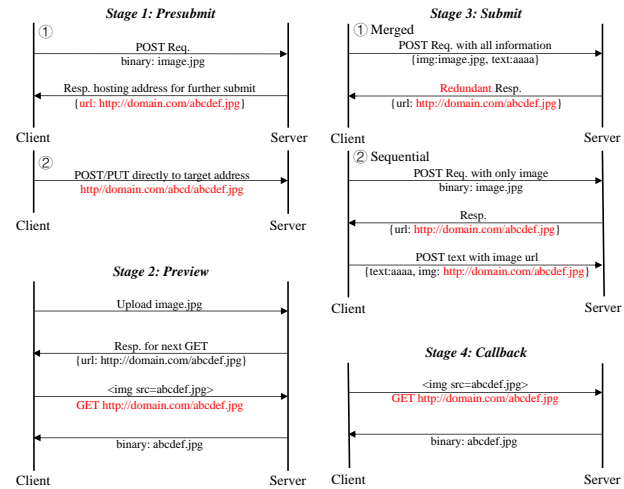 Stage 1: Presubmit
①
POST Req.
binary: image.jpg
Resp. hosting address for further submit
{url: http://domain.com/abcdef.jpg}
Client
Server
②
POST/PUT directly to target address
http//domain.com/abcd/abcdef.jpg
Client
Server
Stage 2: Preview
Upload image.jpg
Resp. for next GET
{url: http://domain.com/abcdef.jpg}
<img src=abcdef.jpg>
GET http://domain.com/abcdef.jpg
binary: abcdef.jpg
Client
Server
Stage 3: Submit
① Merged
POST Req. with all information
{img:image.jpg, text:aaaa}
Redundant Resp.
{url: http://domain.com/abcdef.jpg}
Client
Server
② Sequential
POST Req. with only image
binary: image.jpg
Resp.
{url: http://domain.com/abcdef.jpg}
POST text with image url
{text:aaaa, img: http://domain.com/abcdef.jpg}
Client
Server
Stage 4: Callback
<img src=abcdef.jpg>
GET http://domain.com/abcdef.jpg
binary: abcdef.jpg
Client
Server